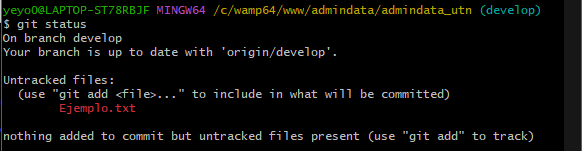 yeyo0@LAPTOP-ST78RBJF MINGW64 /c/wamp64/www/admindata/admindata_utn (develop)
$ git status
On branch develop
Your branch is up to date with 'origin/develop'.
Untracked files:
(use "git add <file>..." to include in what will be committed)
Ejemplo.txt
nothing added to commit but untracked files present (use "git add" to track)